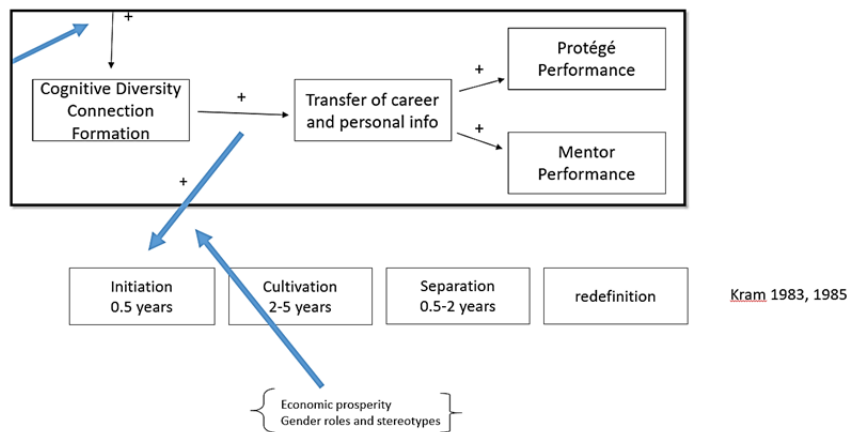 +
Cognitive Diversity
Connection
Formation
+
Transfer of career
and personal info
+
Protégé
Performance
+
Mentor
Performance
+
Initiation
0.5 years
Cultivation
2-5 years
Separation
0.5-2 years
redefinition
Kram 1983, 1985
Economic prosperity
Gender roles and stereotypes